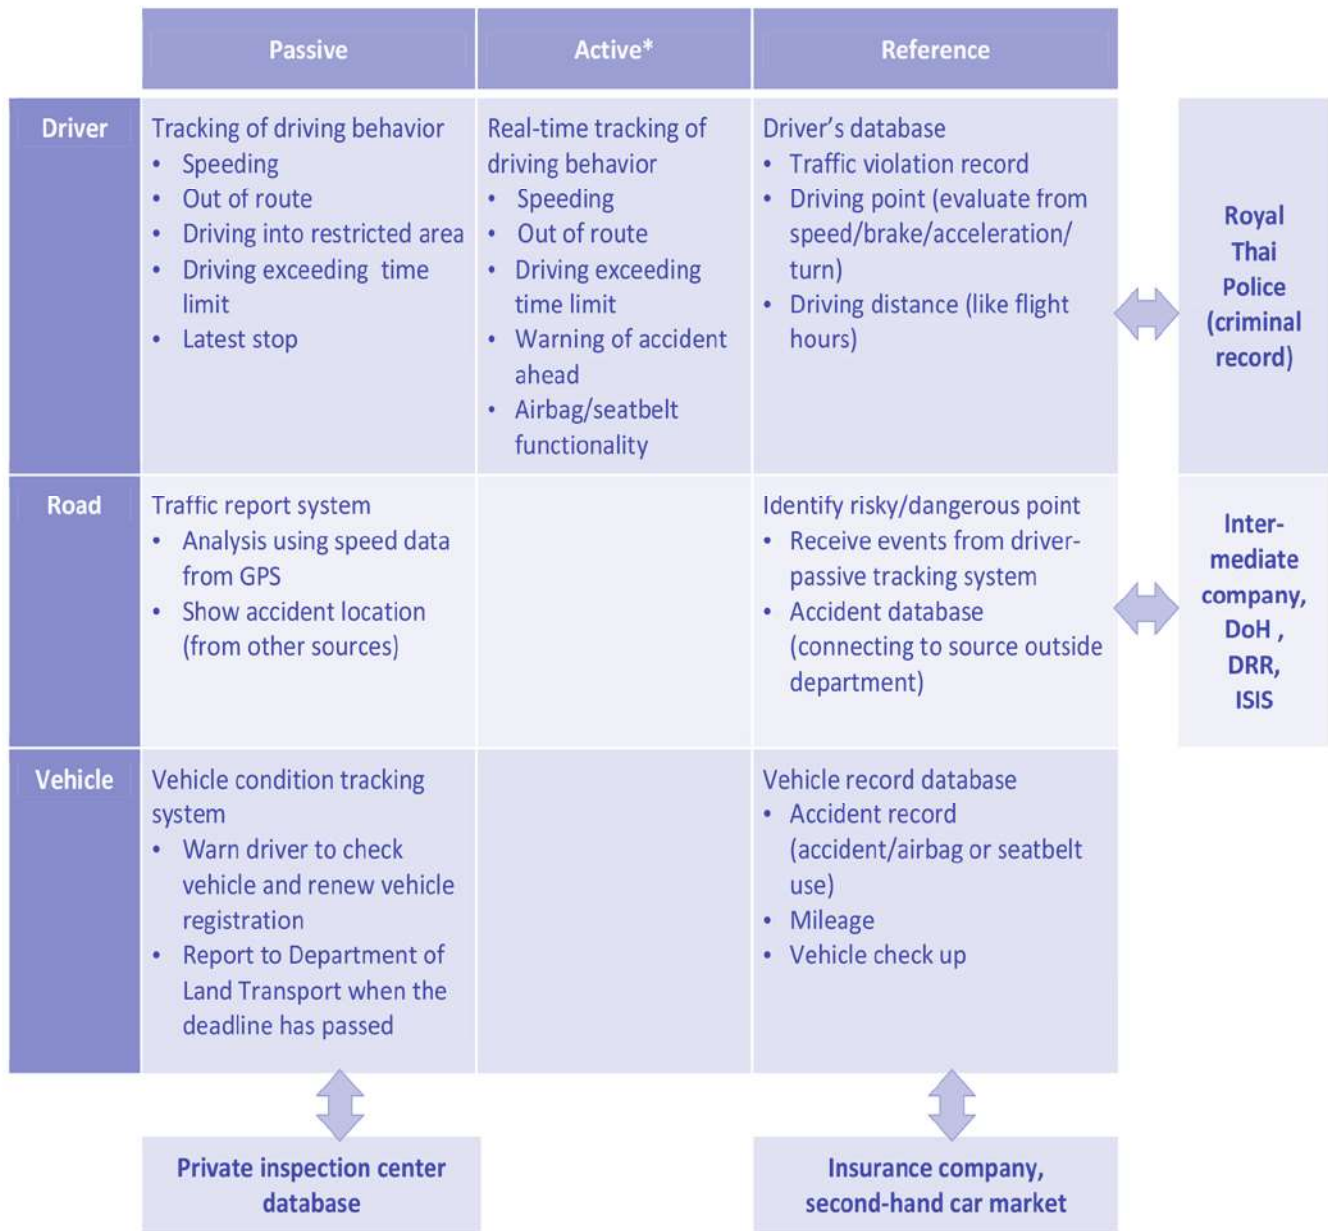 Passive
Active*
Reference
Driver
Tracking of driving behavior
• Speeding
• Out of route
• Driving into restricted area
• Driving exceeding time
limit
• Latest stop
Real-time tracking of
driving behavior
• Speeding
• Out of route
• Driving exceeding
time limit
• Warning of accident
ahead
• Airbag/seatbelt
functionality
Driver's database
• Traffic violation record
• Driving point (evaluate from
speed/brake/acceleration/
turn)
• Driving distance (like flight
hours)
Royal
Thai
Police
(criminal
record)
Road
Traffic report system
• Analysis using speed data
from GPS
• Show accident location
(from other sources)
Identify risky/dangerous point
• Receive events from driver-
passive tracking system
• Accident database
(connecting to source outside
department)
Inter-
mediate
company,
DoH ,
DRR,
ISIS
Vehicle
Vehicle condition tracking
system
• Warn driver to check
vehicle and renew vehicle
registration
• Report to Department of
Land Transport when the
deadline has passed
Vehicle record database
• Accident record
(accident/airbag or seatbelt
use)
• Mileage
• Vehicle check up
Private inspection center
database
Insurance company,
second-hand car market